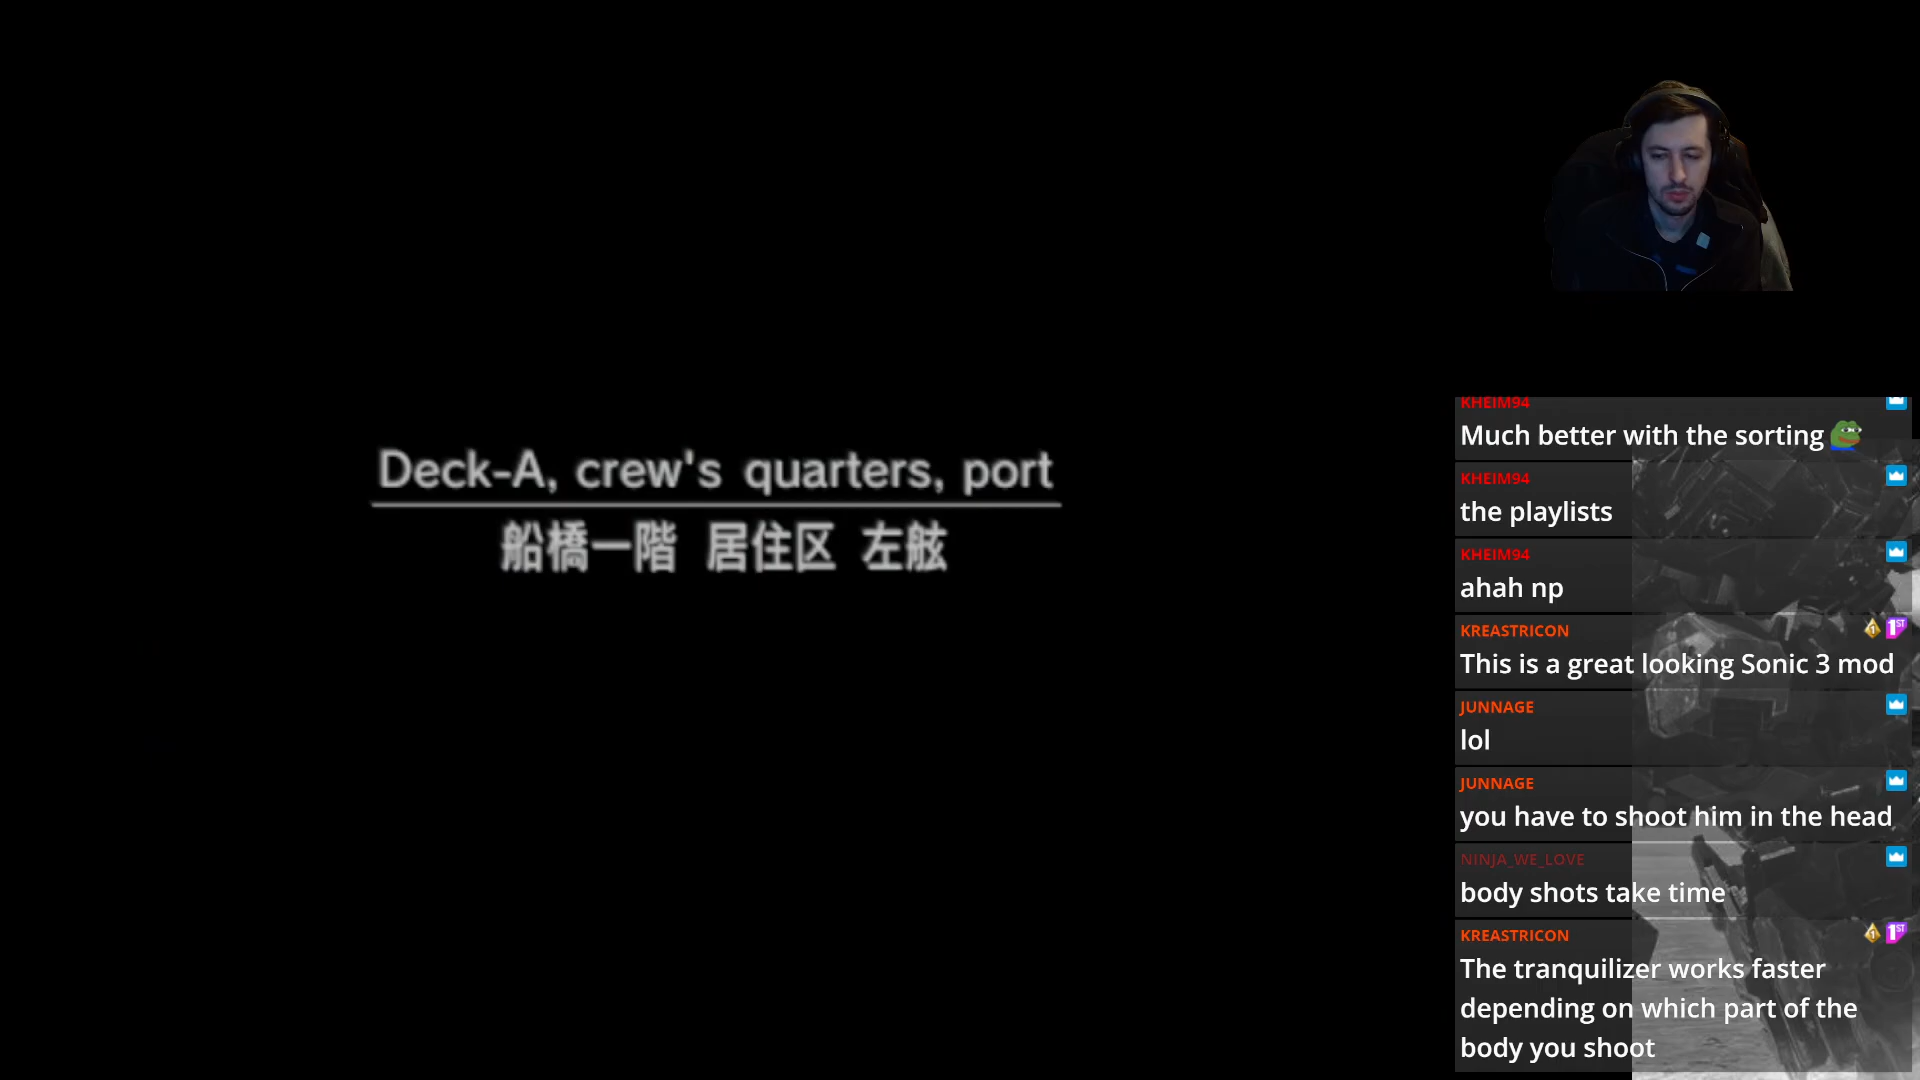 Deck-A, crew's quarters, port
船橋一階 居住区 左舷
KHEIM94
Much better with the sorting
KHEIM94
the playlists
KHEIM94
ahah np
KREASTRICON
This is a great looking Sonic 3 mod
JUNNAGE
lol
JUNNAGE
you have to shoot him in the head
NINJA_WE_LOVE
body shots take time
KREASTRICON
The tranquilizer works faster
depending on which part of the
body you shoot